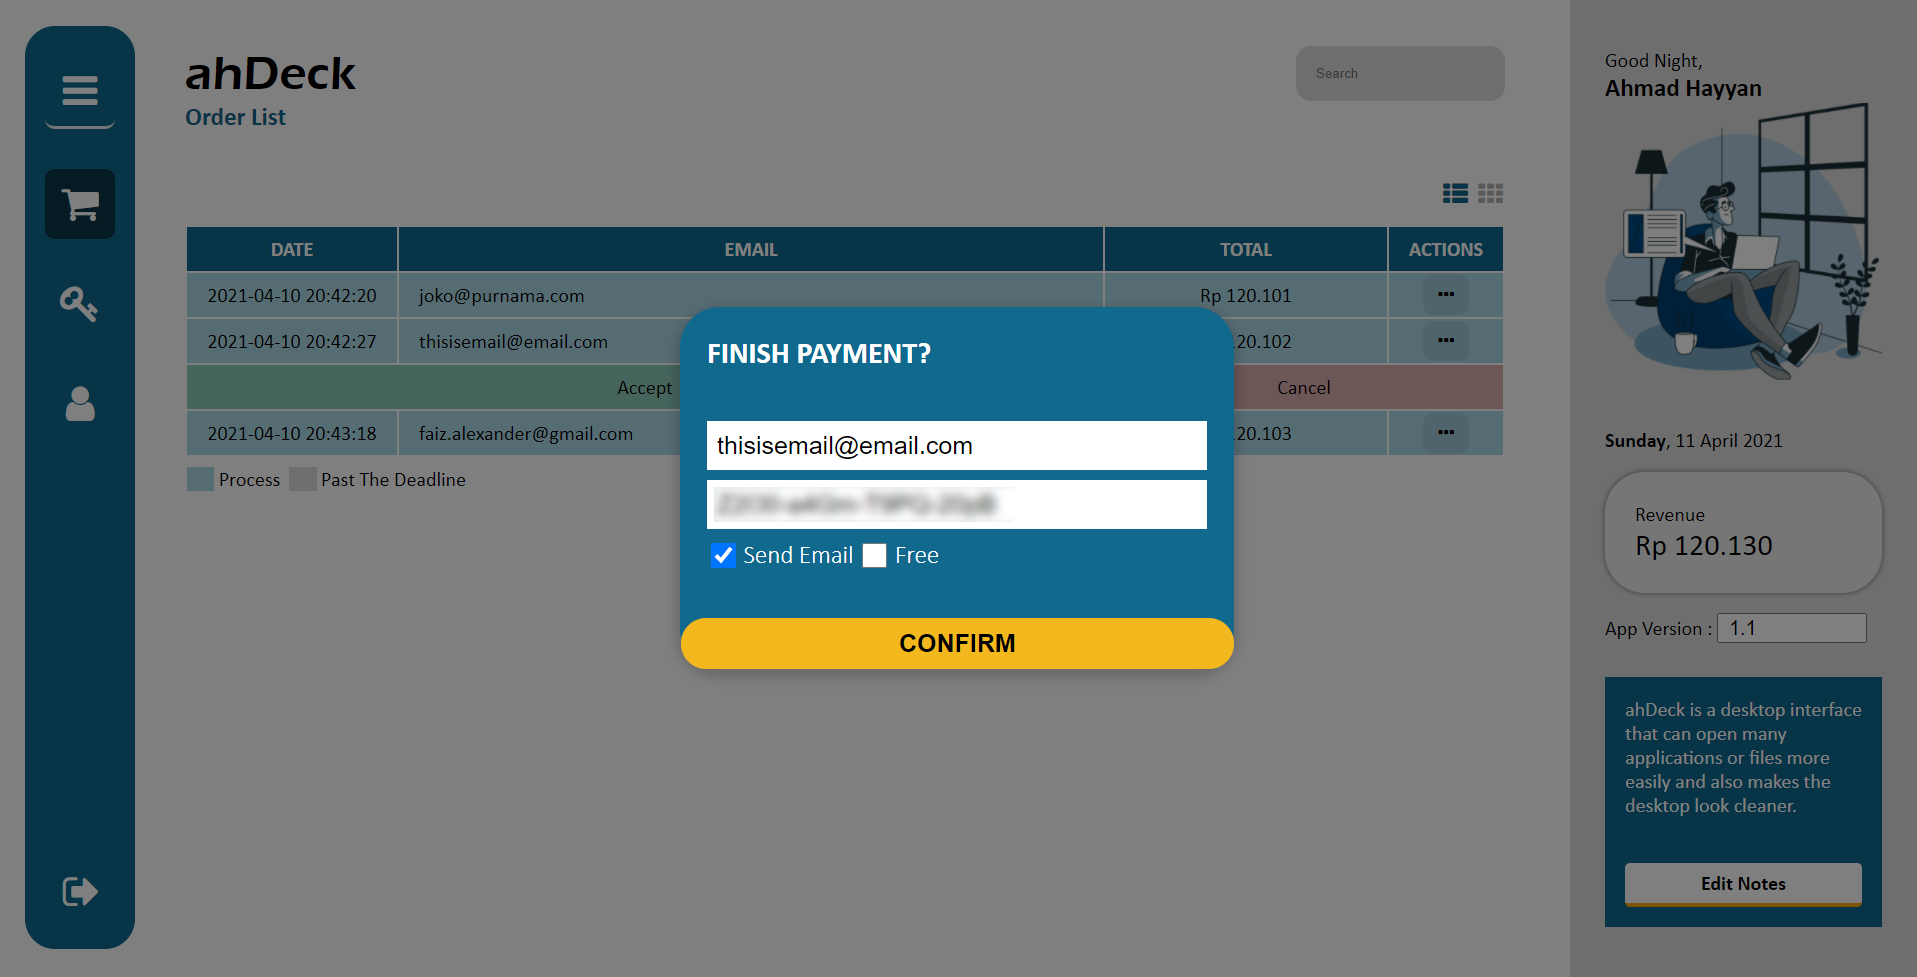 ahDeck
Order List
Search
DATE EMAIL TOTAL ACTIONS
2021-04-10 20:42:20 joko@purnama.com Rp 120.101
2021-04-10 20:42:27 thisisemail@email.com 20.102
Accept Cancel
2021-04-10 20:43:18 faiz.alexander@gmail.com 20.103
Process Past The Deadline
FINISH PAYMENT?
thisisemail@email.com
Send Email Free
CONFIRM
Good Night,
Ahmad Hayyan
Sunday, 11 April 2021
Revenue
Rp 120.130
App Version : 1.1
ahDeck is a desktop interface
that can open many
applications or files more
easily and also makes the
desktop look cleaner.
Edit Notes